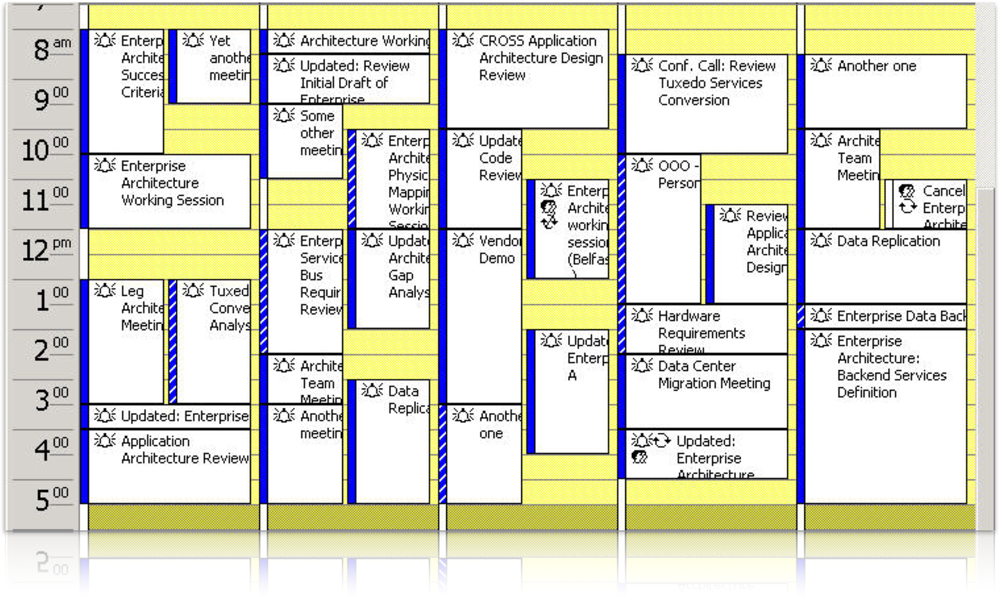 8 am
9 00
10 00
11 00
12 pm
1 00
2 00
3 00
4 00
5 00
Enterp
Archite
Succes
Criteria
Yet
anothe
meetin
Enterprise
Architecture
Working Session
Leg
Archite
Meetin
Tuxed
Conve
Analys
Updated: Enterprise
Application
Architecture Review
Architecture Working
Updated: Review
Initial Draft of
Enterprise
Some
other
meetin
Enterp
Archite
Physic
Mappin
Workin
Sessio
Enterp
Service
Bus
Requir
Review
Update
Archite
Gap
Analys
Archite
Team
Meetin
Data
Replica
Anothe
meetin
CROSS Application
Architecture Design
Review
Update
Code
Review
Enterp
Archite
workin
session
(Belfas
)
Vendo
Demo
Update
Enterp
A
Anothe
one
Conf. Call: Review
Tuxedo Services
Conversion
OOO -
Person
Review
Applica
Archite
Design
Hardware
Requirements
Review
Data Center
Migration Meeting
Updated:
Enterprise
Architecture
Another one
Archite
Team
Meetin
Cancel
Enterp
Archite
Data Replication
Enterprise Data Back
Enterprise
Architecture:
Backend Services
Definition